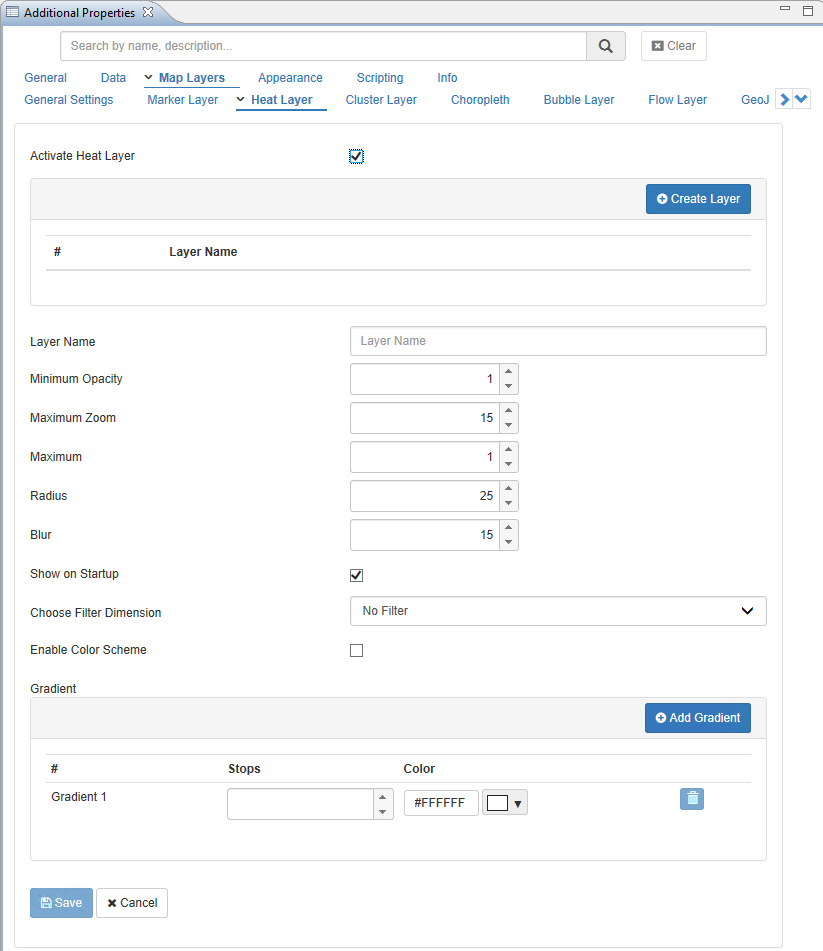 Additional Properties
Search by name, description...
Clear
General Data Map Layers Appearance Scripting Info
General Settings Marker Layer Heat Layer Cluster Layer Choropleth Bubble Layer Flow Layer GeoJ
Activate Heat Layer
Create Layer
# Layer Name
Layer Name Layer Name
Minimum Opacity 1
Maximum Zoom 15
Maximum 1
Radius 25
Blur 15
Show on Startup
Choose Filter Dimension No Filter
Enable Color Scheme
Gradient
Add Gradient
# Stops Color
Gradient 1 #FFFFFF
Save Cancel